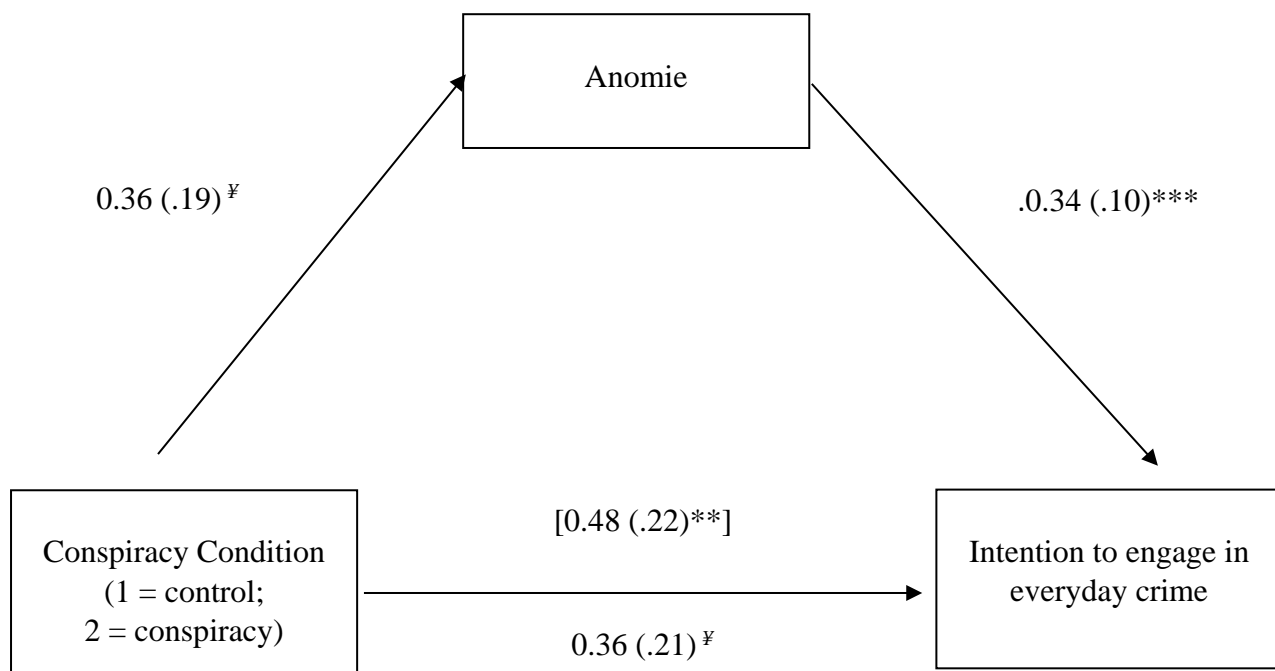 Anomie
0.36 (.19) ¥
.0.34 (.10)***
[0.48 (.22)**]
Conspiracy Condition
(1 = control;
2 = conspiracy)
Intention to engage in
everyday crime
0.36 (.21) ¥